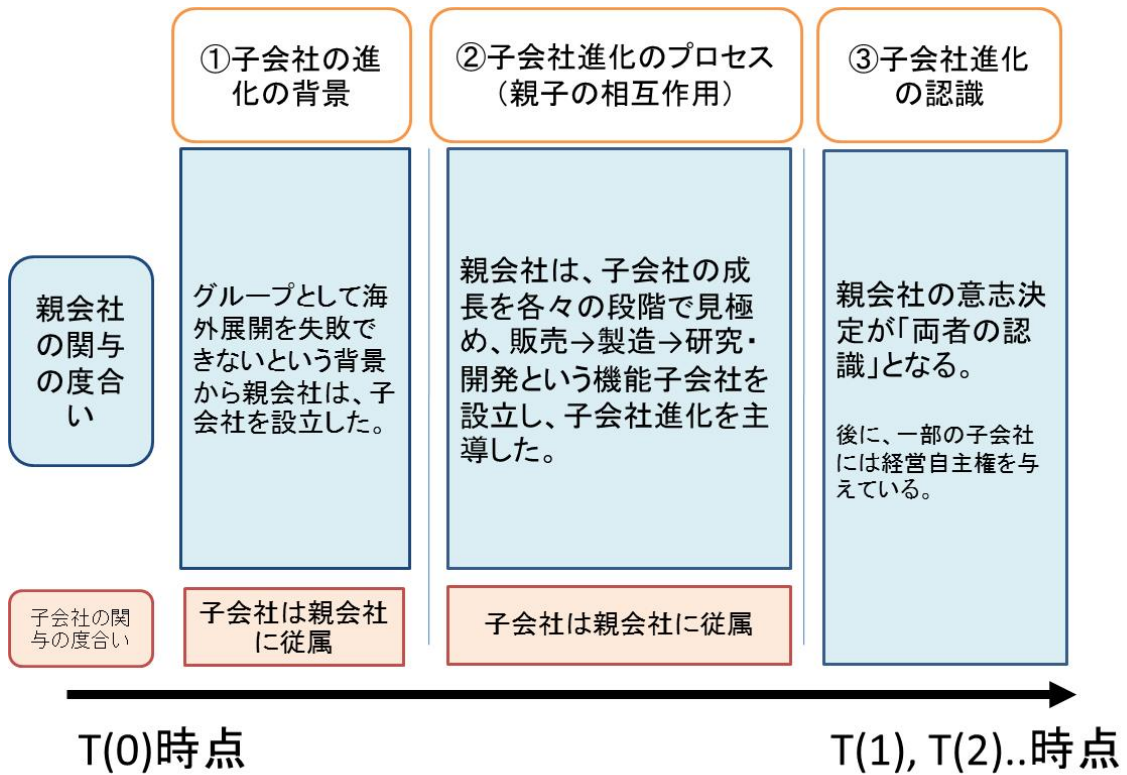 ①子会社の進
化の背景
②子会社進化のプロセス
（親子の相互作用）
③子会社進化
の認識
親会社
の関与
の度合
い
グループとして海
外展開を失敗で
きないという背景
から親会社は、子
会社を設立した。
親会社は、子会社の成
長を各々の段階で見極
め、販売→製造→研究・
開発という機能子会社を
設立し、子会社進化を主
導した。
親会社の意志決
定が「両者の認
識」となる。
後に、一部の子会社
には経営自主権を与
えている。
子会社の関
与の度合い
子会社は親会社
に従属
子会社は親会社に従属
T(0)時点
T(1), T(2)..時点